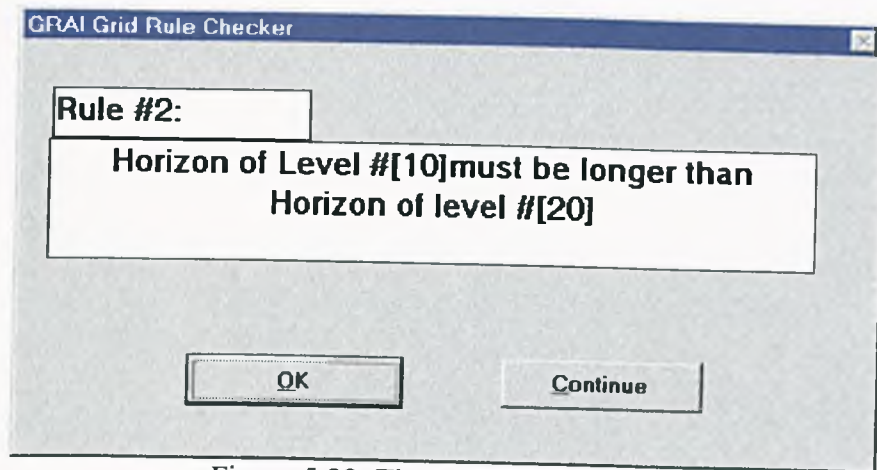 GRAI Grid Rule Checker
Rule #2:
Horizon of Level #[10]must be longer than
Horizon of level #[20]
OK
Continue